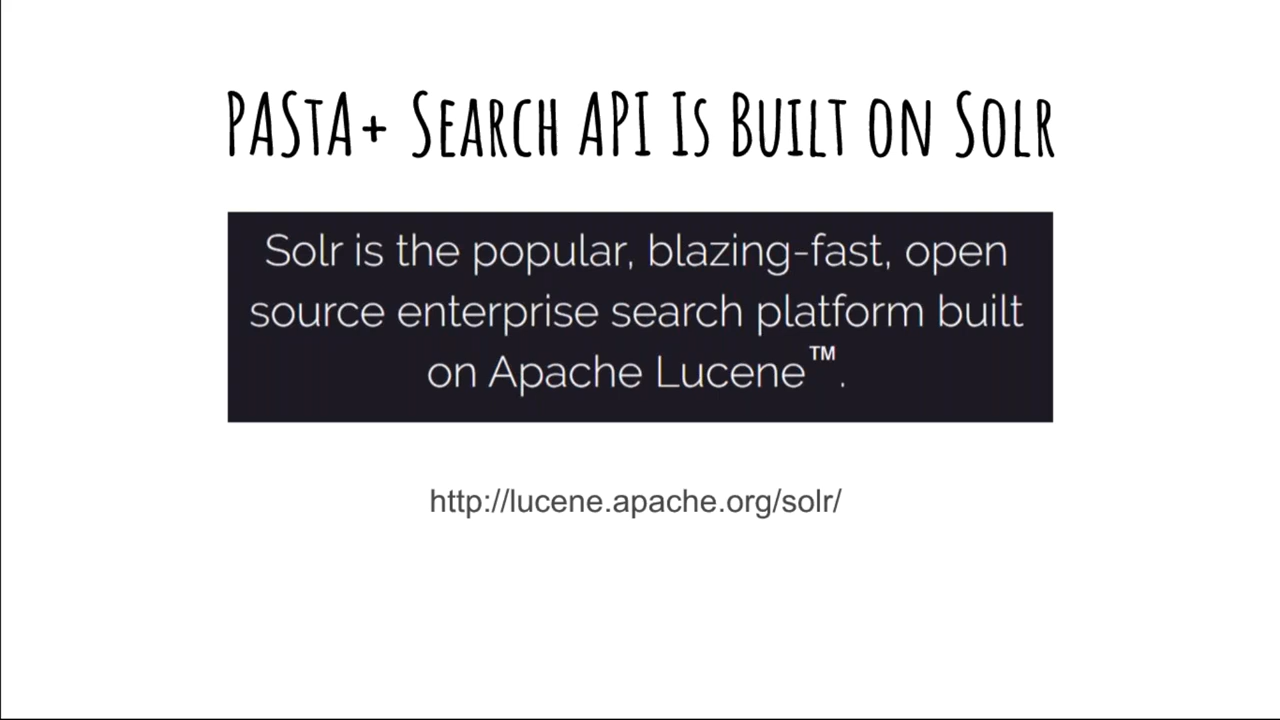 PASTA+ SEARCH API IS BUILT ON SOLR
Solr is the popular, blazing-fast, open
source enterprise search platform built
on Apache Lucene™.
http://lucene.apache.org/solr/